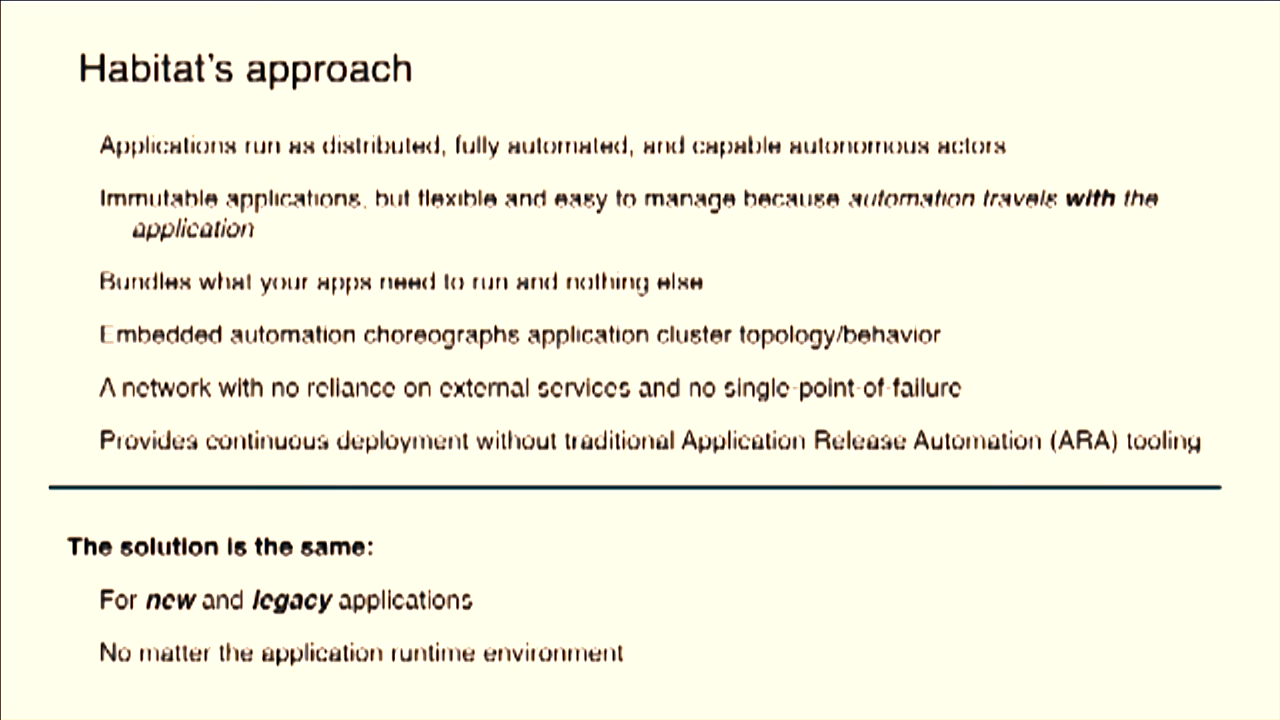 Habitat's approach
Applications run as distributed, fully automated, and capable autonomous actors
Immutable applications, but flexible and easy to manage because automation travels with the
application
Bundles what your apps need to run and nothing else
Embedded automation choreographs application cluster topology/behavior
A network with no reliance on external services and no single-point-of-failure
Provides continuous deployment without traditional Application Release Automation (ARA) tooling
The solution is the same:
For new and legacy applications
No matter the application runtime environment